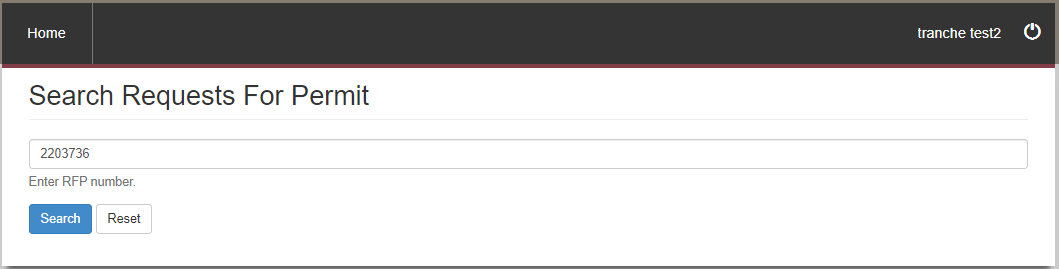 Home tranche test2
Search Requests For Permit
2203736
Enter RFP number.
Search Reset